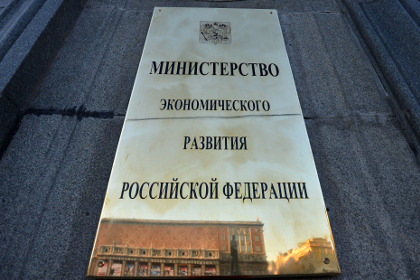 МИНИСТЕРСТВО
ЭКОНОМИЧЕСКОГО
РАЗВИТИЯ
РОССИЙСКОЙ ФЕДЕРАЦИИ